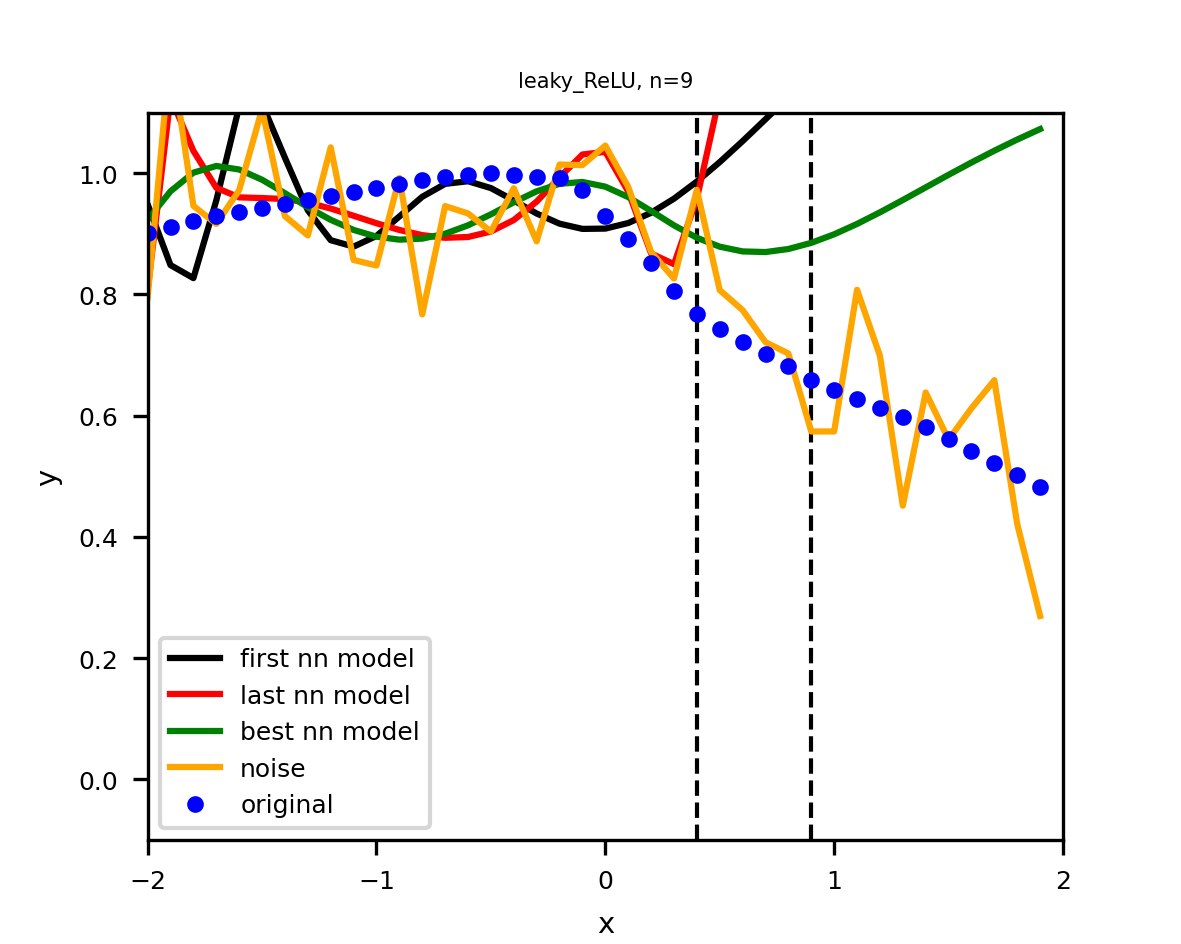 leaky_ReLU, n=9
y
1.0
0.8
0.6
0.4
0.2
0.0
first nn model
last nn model
best nn model
noise
original
−2
−1
0
1
2
x